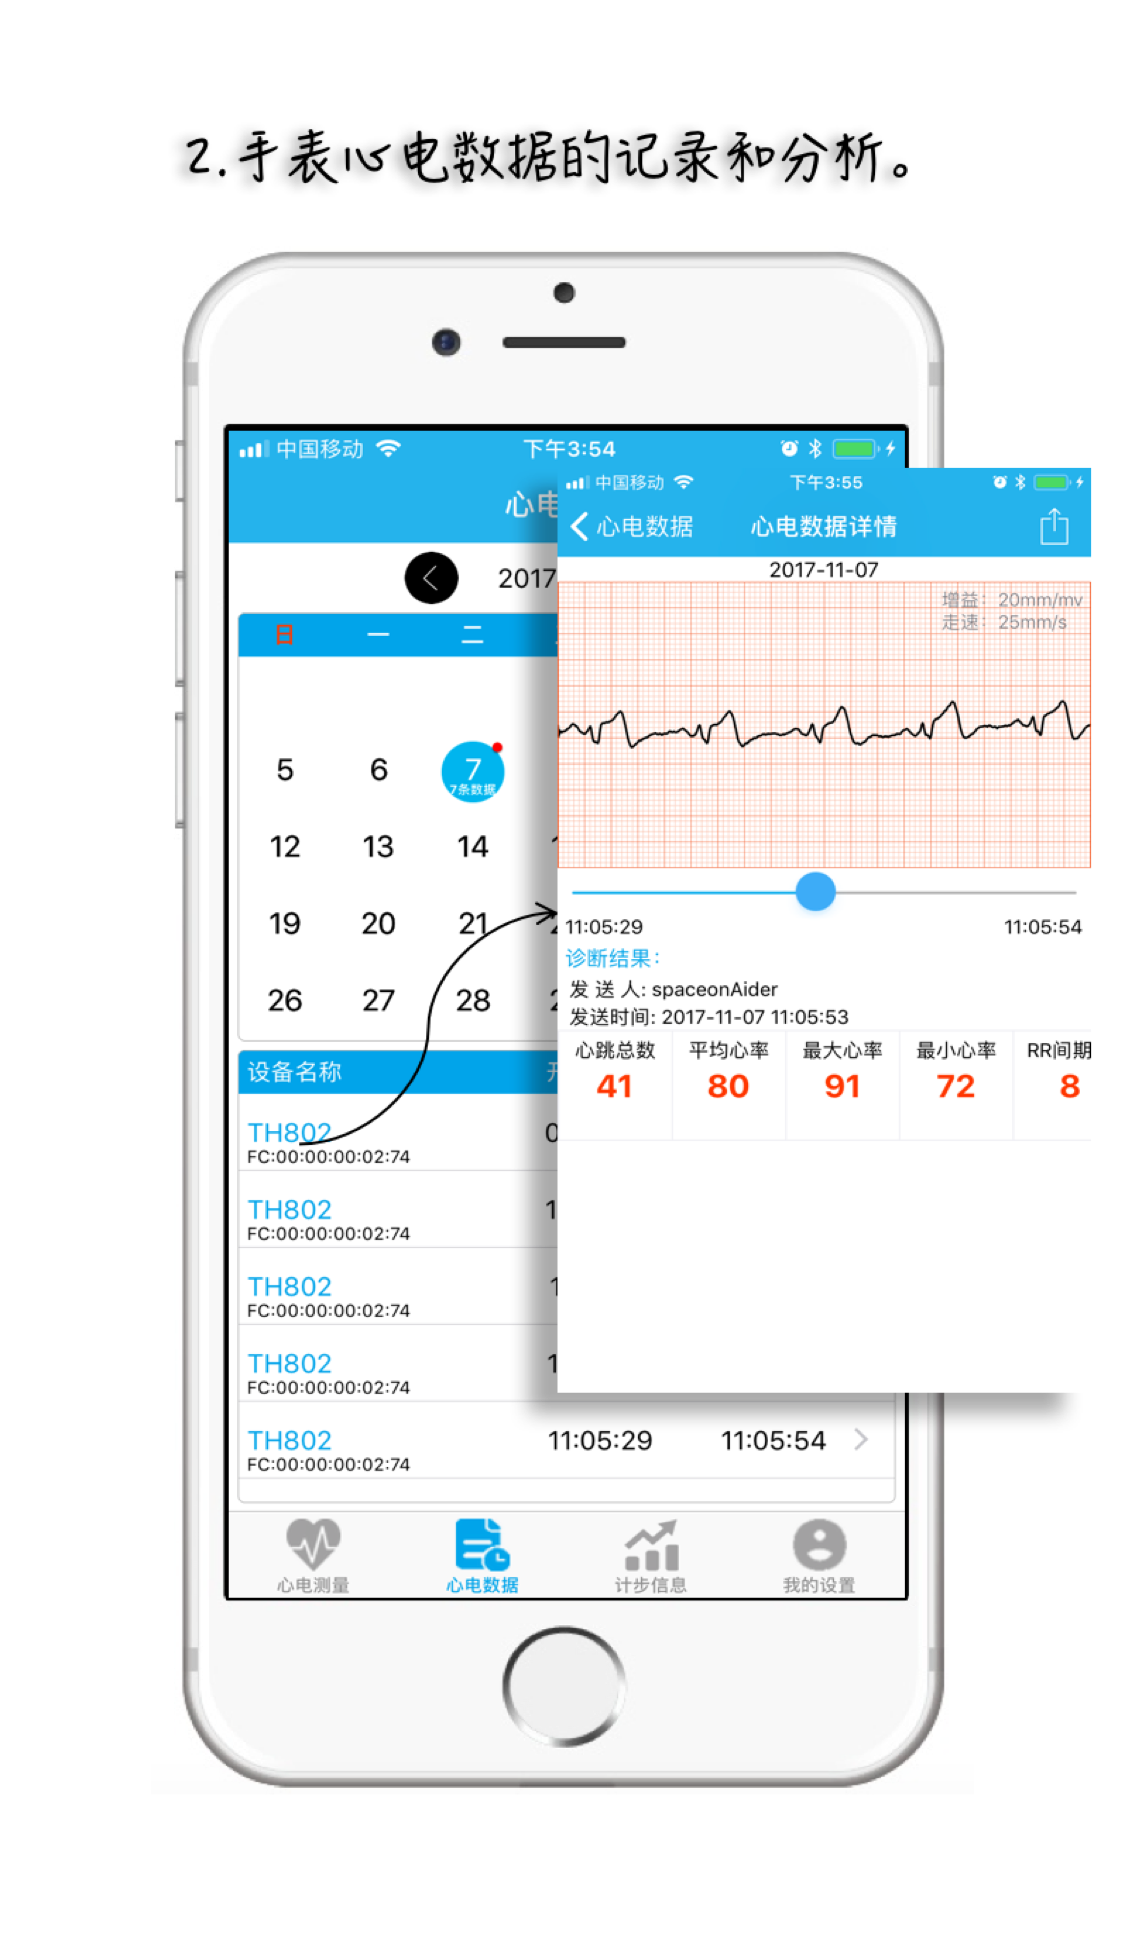 2.手表心电数据的记录和分析。
中国移动 下午3:54
心电
2017
日 一 二
5 6 7
7条数据
12 13 14
19 20 21
26 27 28
设备名称
TH802
FC:00:00:00:02:74
TH802
FC:00:00:00:02:74
TH802
FC:00:00:00:02:74
TH802
FC:00:00:00:02:74
TH802 11:05:29 11:05:54
FC:00:00:00:02:74
心电测量 心电数据 计步信息 我的设置
中国移动 下午3:55
心电数据 心电数据详情
2017-11-07
增益: 20mm/mv
走速: 25mm/s
11:05:29 11:05:54
诊断结果:
发 送 人: spaceonAider
发送时间: 2017-11-07 11:05:53
心跳总数 平均心率 最大心率 最小心率 RR间期
41 80 91 72 8